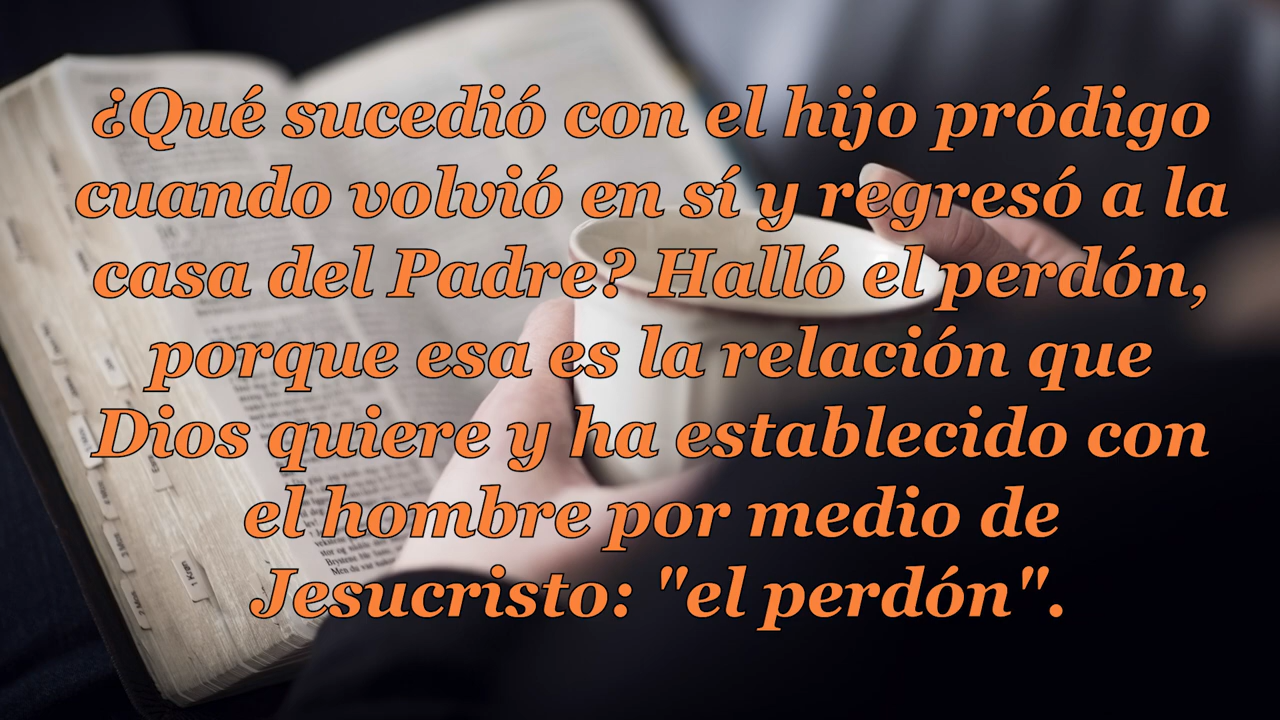 ¿Qué sucedió con el hijo pródigo
cuando volvió en sí y regresó a la
casa del Padre? Halló el perdón,
porque esa es la relación que
Dios quiere y ha establecido con
el hombre por medio de
Jesucristo: "el perdón".